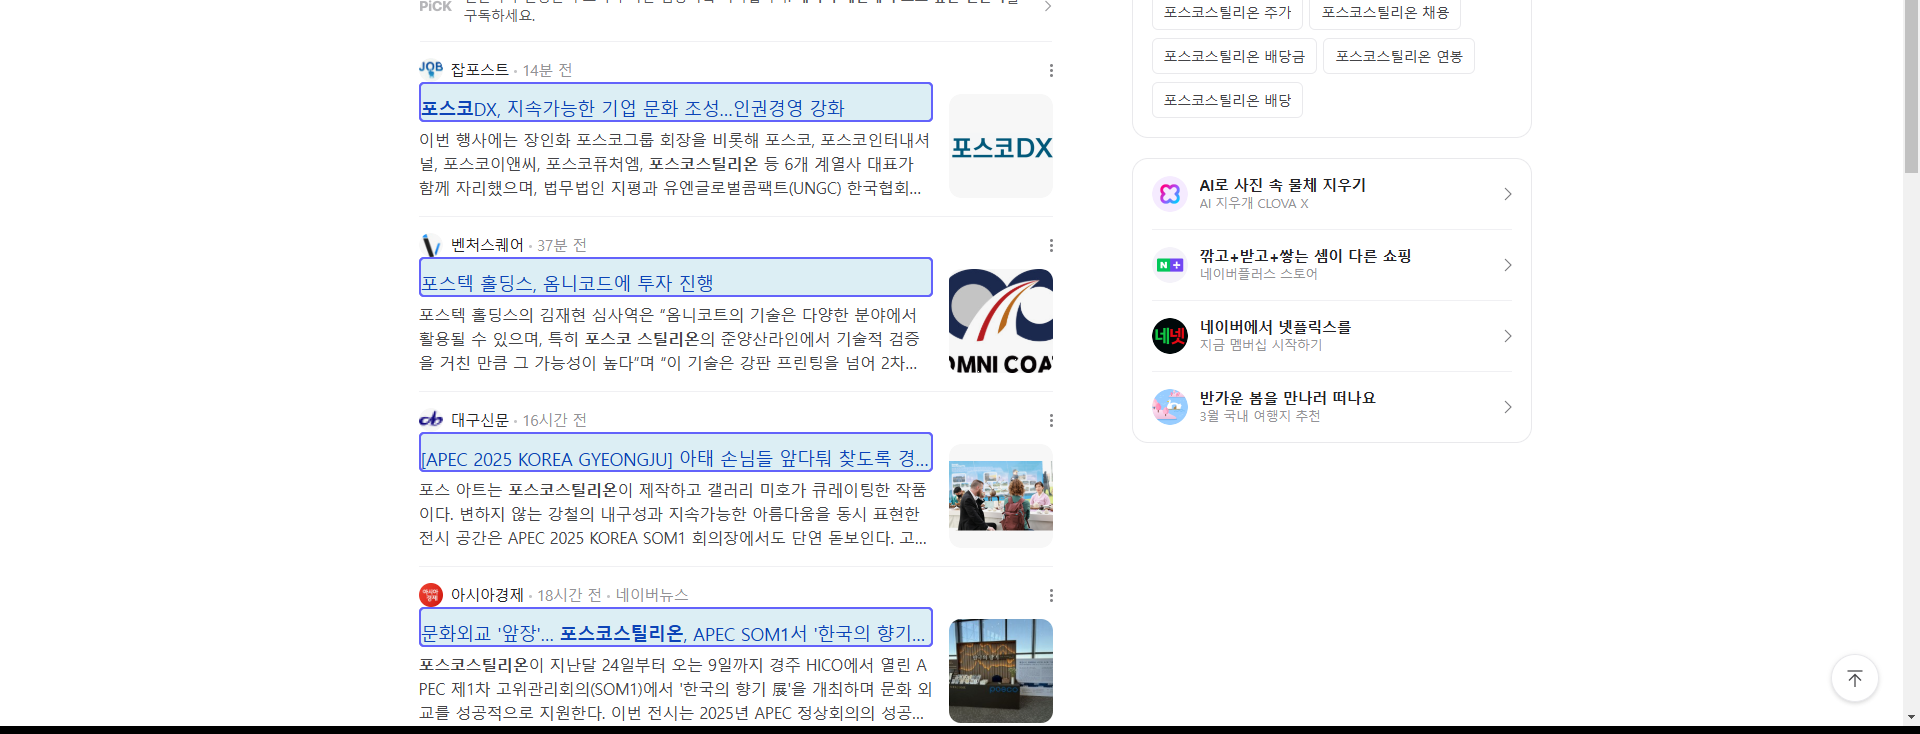 PiCK
구독하세요.
잡포스트 · 14분 전
포스코DX, 지속가능한 기업 문화 조성...인권경영 강화
이번 행사에는 장인화 포스코그룹 회장을 비롯해 포스코, 포스코인터내셔
널, 포스코이앤씨, 포스코퓨처엠, 포스코스틸리온 등 6개 계열사 대표가
함께 자리했으며, 법무법인 지평과 유엔글로벌콤팩트(UNGC) 한국협회...
포스코DX
벤처스퀘어 · 37분 전
포스텍 홀딩스, 옴니코드에 투자 진행
포스텍 홀딩스의 김재현 심사역은 "옴니코트의 기술은 다양한 분야에서
활용될 수 있으며, 특히 포스코 스틸리온의 준양산라인에서 기술적 검증
을 거친 만큼 그 가능성이 높다"며 "이 기술은 강판 프린팅을 넘어 2차...
OMNI COA
대구신문 · 16시간 전
[APEC 2025 KOREA GYEONGJU] 아태 손님들 앞다퉈 찾도록 경...
포스 아트는 포스코스틸리온이 제작하고 갤러리 미호가 큐레이팅한 작품
이다. 변하지 않는 강철의 내구성과 지속가능한 아름다움을 동시 표현한
전시 공간은 APEC 2025 KOREA SOM1 회의장에서도 단연 돋보인다. 고...
아시아경제 · 18시간 전 · 네이버뉴스
문화외교 '앞장'... 포스코스틸리온, APEC SOM1서 '한국의 향기...
포스코스틸리온이 지난달 24일부터 오는 9일까지 경주 HICO에서 열린 A
PEC 제1차 고위관리회의(SOM1)에서 '한국의 향기 展'을 개최하며 문화 외
교를 성공적으로 지원한다. 이번 전시는 2025년 APEC 정상회의의 성공...
포스코스틸리온 주가
포스코스틸리온 채용
포스코스틸리온 배당금
포스코스틸리온 연봉
포스코스틸리온 배당
AI로 사진 속 물체 지우기
AI 지우개 CLOVA X
깎고+받고+쌓는 셈이 다른 쇼핑
네이버플러스 스토어
네이버에서 넷플릭스를
지금 멤버십 시작하기
반가운 봄을 만나러 떠나요
3월 국내 여행지 추천